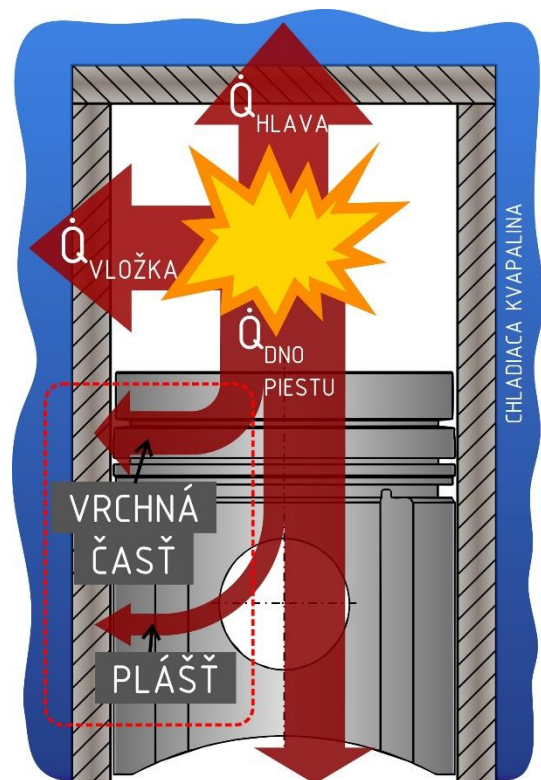 Q̇
HLAVA
Q̇
VLOŽKA
Q̇
DNO
PIESTU
CHLADIACA KVAPALINA
VRCHNÁ
ČASŤ
PLÁŠŤ